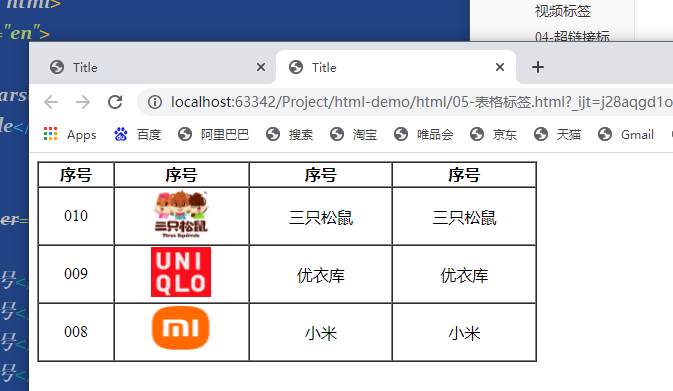 html>
="en">
视频标签
04-超链接标
Title
Title
localhost:63342/Project/html-demo/html/05-表格标签.html?_ijt=j28aqgd1o
Apps 百度 阿里巴巴 搜索 淘宝 唯品会 京东 天猫 Gmail
序号 序号 序号 序号
010 三只松鼠 Three Squirrels 三只松鼠 三只松鼠
009 UNI QLO 优衣库 优衣库
008 mi 小米 小米
er=
号<
号<
号<
号<